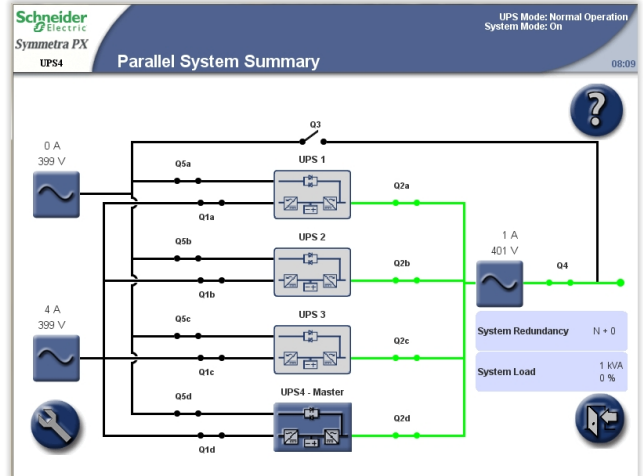 Schneider
Electric
Symmetra PX
UPS4
Parallel System Summary
UPS Mode: Normal Operation
System Mode: On
08:09
Q3
0 A
399 V
Q5a
UPS 1
Q2a
Q1a
Q5b
UPS 2
Q2b
Q1b
1 A
401 V
Q4
4 A
399 V
Q5c
UPS 3
Q2c
Q1c
System Redundancy N + 0
System Load 1 kVA
0 %
Q5d
UPS4 - Master
Q2d
Q1d